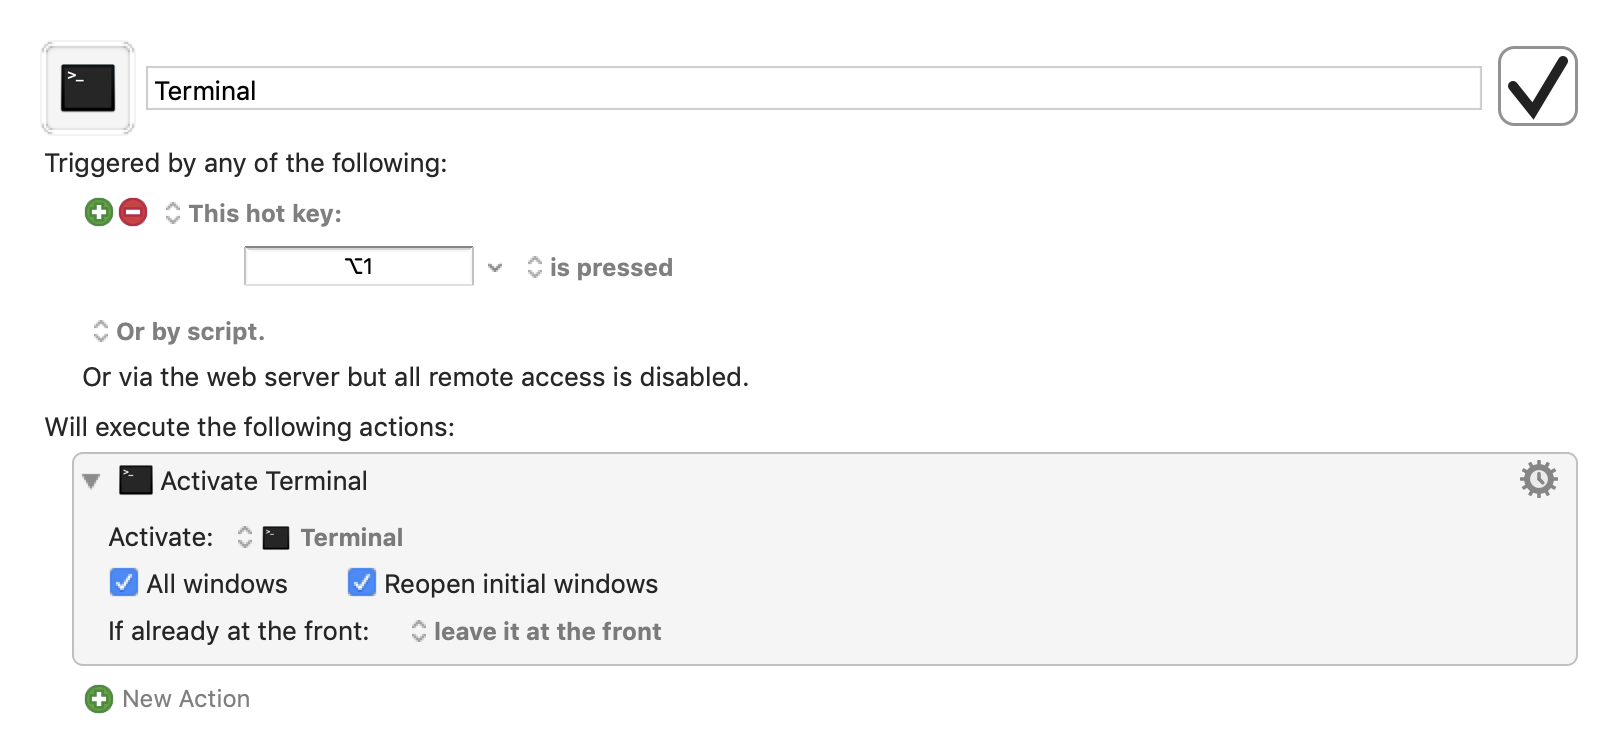 Terminal
Triggered by any of the following:
This hot key:
⌥1
is pressed
Or by script.
Or via the web server but all remote access is disabled.
Will execute the following actions:
Activate Terminal
Activate: Terminal
All windows Reopen initial windows
If already at the front: leave it at the front
New Action